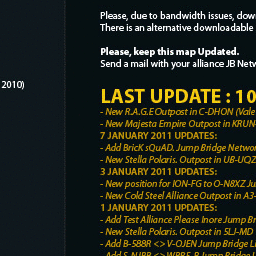 Please, due to bandwidth issues, dow
There is an alternative downloadable
Please, keep this map Updated.
Send a mail with your alliance JB Netw
2010)
LAST UPDATE : 10
- New R.A.G.E Outpost in C-DHON (Vale
- New Majesta Empire Outpost in KRUN-
7 JANUARY 2011 UPDATES:
- Add BricK sQuAD. Jump Bridge Networ
- New Stella Polaris. Outpost in UB-UQZ
3 JANUARY 2011 UPDATES:
- New position for ION-FG to O-N8XZ Ju
- New Cold Steel Alliance Outpost in A3-
1 JANUARY 2011 UPDATES:
- Add Test Alliance Please Inore Jump Br
- New Stella Polaris. Outpost in 5LJ-MD
- Add B-588R <> V-OJEN Jump Bridge Li